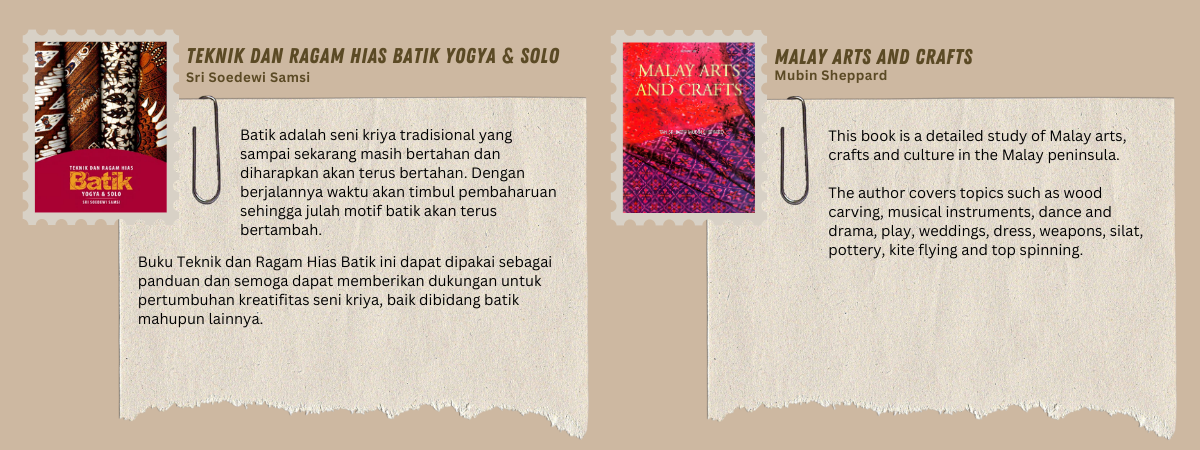 TEKNIK DAN RAGAM HIAS BATIK YOGYA & SOLO
Sri Soedewi Samsi
TEKNIK DAN RAGAM HIAS
Batik
YOGYA & SOLO
SRI SOEDEWI SAMSI
Batik adalah seni kriya tradisional yang
sampai sekarang masih bertahan dan
diharapkan akan terus bertahan. Dengan
berjalannya waktu akan timbul pembaharuan
sehingga julah motif batik akan terus
bertambah.
Buku Teknik dan Ragam Hias Batik ini dapat dipakai sebagai
panduan dan semoga dapat memberikan dukungan untuk
pertumbuhan kreatifitas seni kriya, baik dibidang batik
mahupun lainnya.
MALAY ARTS AND CRAFTS
Mubin Sheppard
MALAY ARTS
AND CRAFTS
This book is a detailed study of Malay arts,
crafts and culture in the Malay peninsula.
The author covers topics such as wood
carving, musical instruments, dance and
drama, play, weddings, dress, weapons, silat,
pottery, kite flying and top spinning.